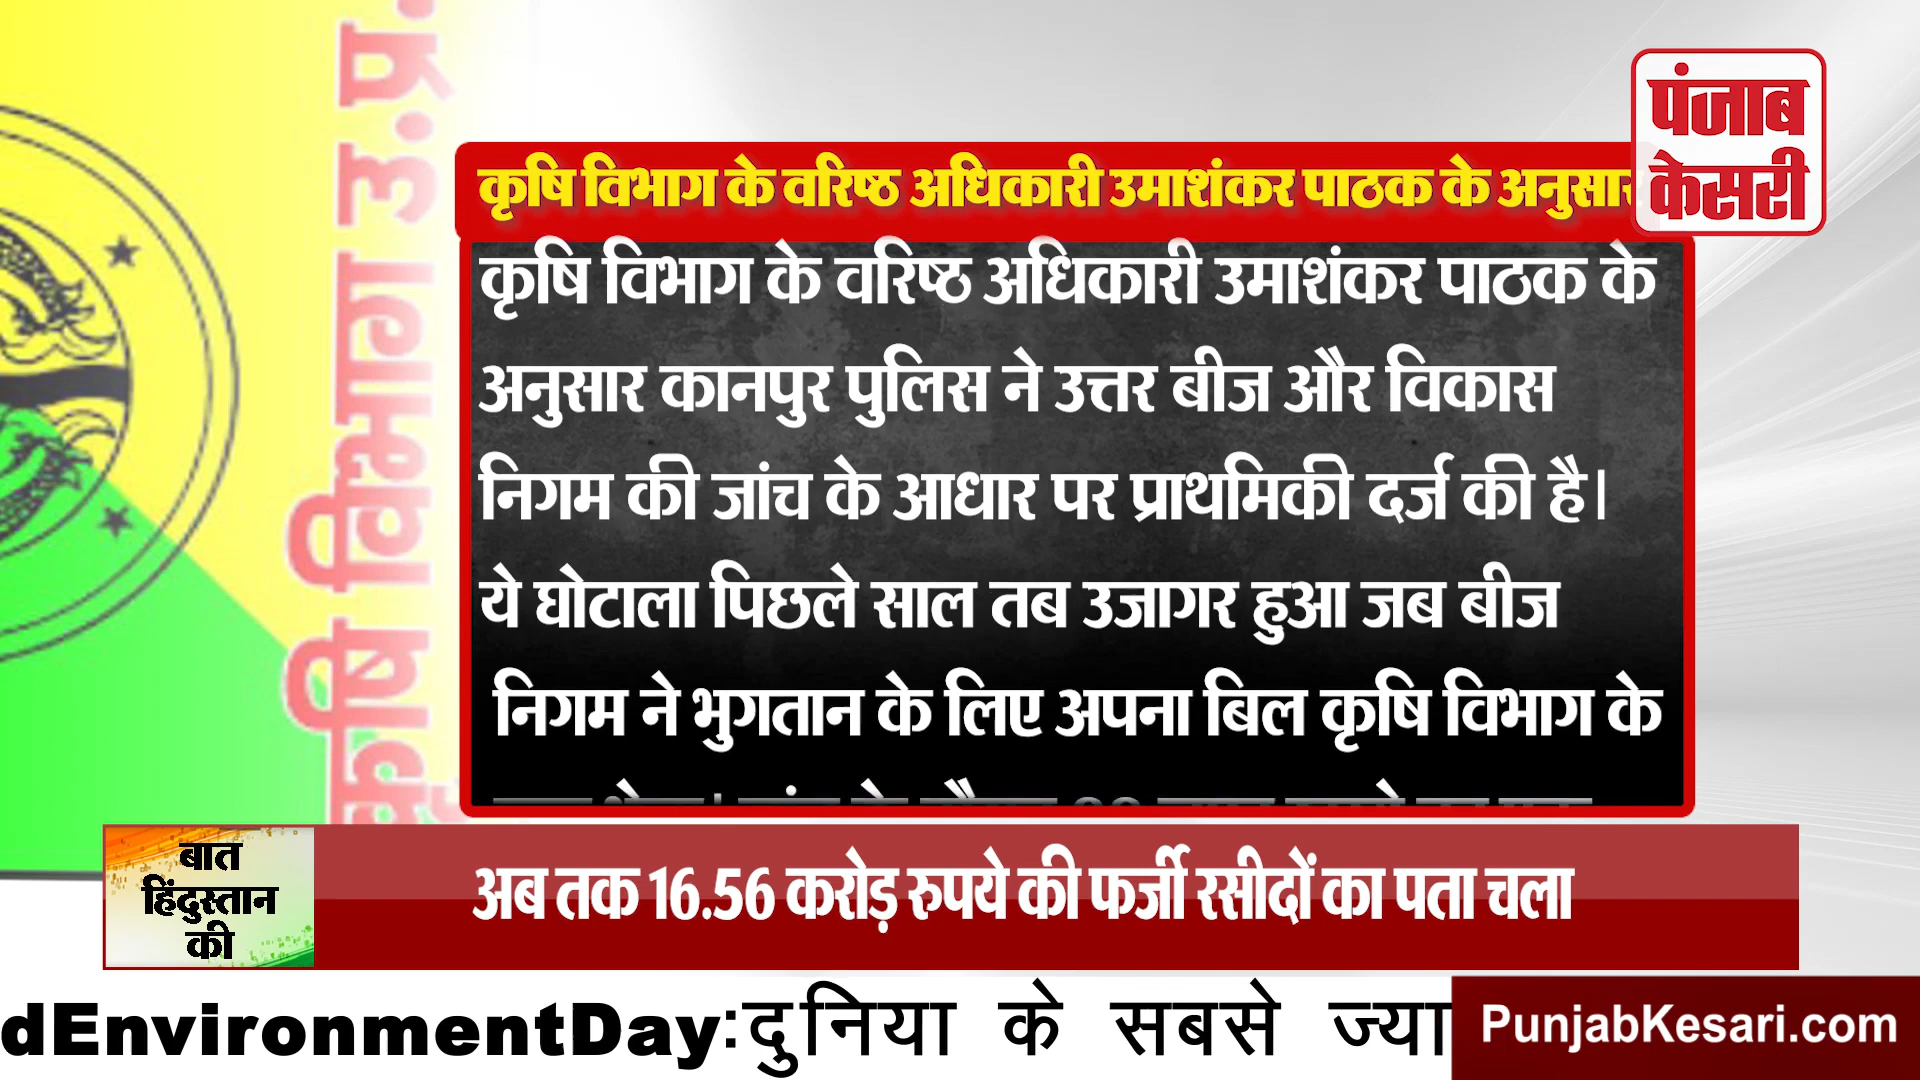 कृषि विभाग उ.प्र.
पंजाब
केसरी
कृषि विभाग के वरिष्ठ अधिकारी उमाशंकर पाठक के अनुसार
कृषि विभाग के वरिष्ठ अधिकारी उमाशंकर पाठक के
अनुसार कानपुर पुलिस ने उत्तर बीज और विकास
निगम की जांच के आधार पर प्राथमिकी दर्ज की है।
ये घोटाला पिछले साल तब उजागर हुआ जब बीज
निगम ने भुगतान के लिए अपना बिल कृषि विभाग के
बात
हिंदुस्तान
की
अब तक 16.56 करोड़ रुपये की फर्जी रसीदों का पता चला
dEnvironmentDay:दुनिया के सबसे ज्या
PunjabKesari.com